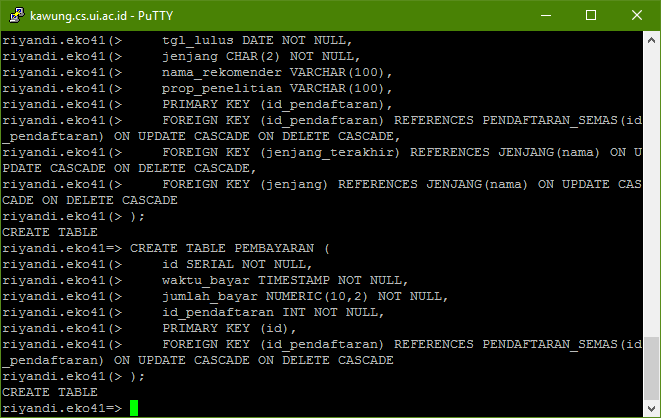 kawung.cs.ui.ac.id - PuTTY
riyandi.eko41(>     tgl_lulus DATE NOT NULL,
riyandi.eko41(>     jenjang CHAR(2) NOT NULL,
riyandi.eko41(>     nama_rekomender VARCHAR(100),
riyandi.eko41(>     prop_penelitian VARCHAR(100),
riyandi.eko41(>     PRIMARY KEY (id_pendaftaran),
riyandi.eko41(>     FOREIGN KEY (id_pendaftaran) REFERENCES PENDAFTARAN_SEMAS(id
_pendaftaran) ON UPDATE CASCADE ON DELETE CASCADE,
riyandi.eko41(>     FOREIGN KEY (jenjang_terakhir) REFERENCES JENJANG(nama) ON U
PDATE CASCADE ON DELETE CASCADE,
riyandi.eko41(>     FOREIGN KEY (jenjang) REFERENCES JENJANG(nama) ON UPDATE CAS
CADE ON DELETE CASCADE
riyandi.eko41(> );
CREATE TABLE
riyandi.eko41=> CREATE TABLE PEMBAYARAN (
riyandi.eko41(>     id SERIAL NOT NULL,
riyandi.eko41(>     waktu_bayar TIMESTAMP NOT NULL,
riyandi.eko41(>     jumlah_bayar NUMERIC(10,2) NOT NULL,
riyandi.eko41(>     id_pendaftaran INT NOT NULL,
riyandi.eko41(>     PRIMARY KEY (id),
riyandi.eko41(>     FOREIGN KEY (id_pendaftaran) REFERENCES PENDAFTARAN_SEMAS(id
_pendaftaran) ON UPDATE CASCADE ON DELETE CASCADE
riyandi.eko41(> );
CREATE TABLE
riyandi.eko41=>